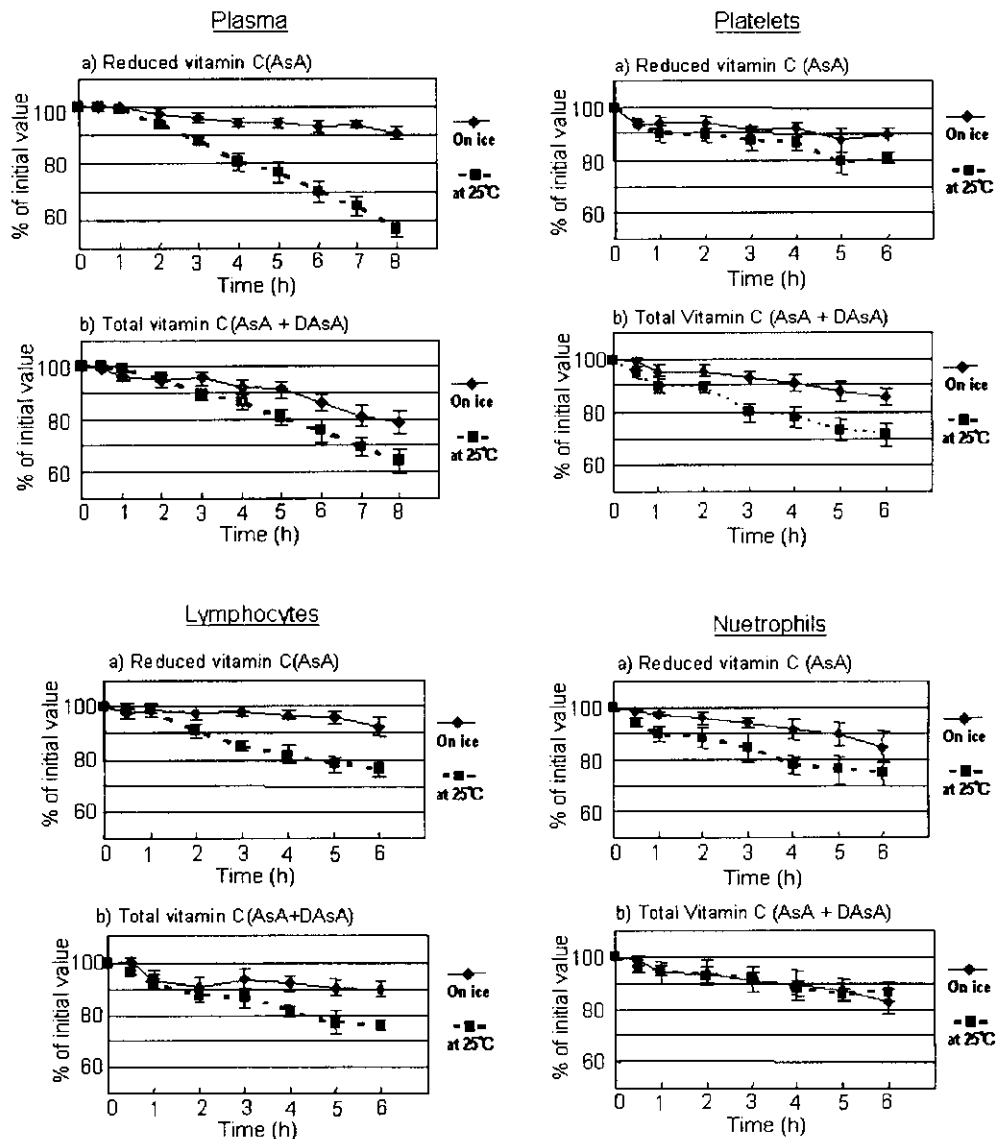 Plasma
a) Reduced vitamin C(AsA)
% of initial value
100
80
60
0 1 2 3 4 5 6 7 8
Time (h)
On ice
at 25°C
b) Total vitamin C(AsA + DAsA)
% of initial value
100
80
60
0 1 2 3 4 5 6 7 8
Time (h)
On ice
at 25°C
Platelets
a) Reduced vitamin C (AsA)
% of initial value
100
80
60
0 1 2 3 4 5 6
Time (h)
On ice
at 25°C
b) Total Vitamin C (AsA + DAsA)
% of initial value
100
80
60
0 1 2 3 4 5 6
Time (h)
On ice
at 25°C
Lymphocytes
a) Reduced vitamin C(AsA)
% of initial value
100
80
60
0 1 2 3 4 5 6
Time (h)
On ice
at 25°C
b) Total vitamin C(AsA+DAsA)
% of initial value
100
80
60
0 1 2 3 4 5 6
Time (h)
On ice
at 25°C
Nuetrophils
a) Reduced vitamin C (AsA)
% of initial value
100
80
60
0 1 2 3 4 5 6
Time (h)
On ice
at 25°C
b) Total Vitamin C (AsA + DAsA)
% of initial value
100
80
60
0 1 2 3 4 5 6
Time (h)
On ice
at 25°C